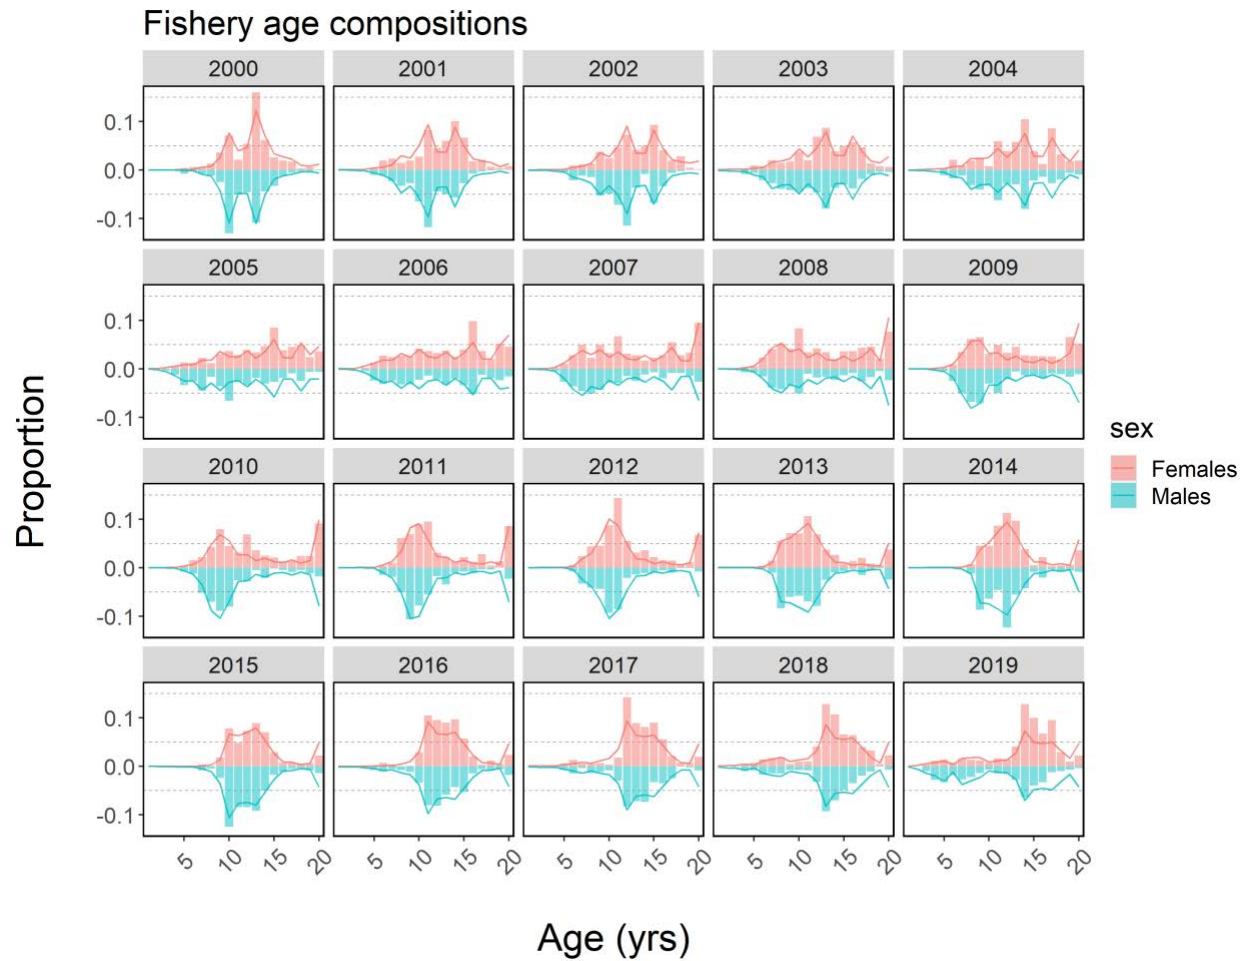 Fishery age compositions
2000 2001 2002 2003 2004
0.1
0.0
-0.1
2005 2006 2007 2008 2009
0.1
0.0
-0.1
2010 2011 2012 2013 2014
0.1
0.0
-0.1
2015 2016 2017 2018 2019
0.1
0.0
-0.1
5 10 15 20 5 10 15 20 5 10 15 20 5 10 15 20 5 10 15 20
Proportion
Age (yrs)
sex
Females
Males